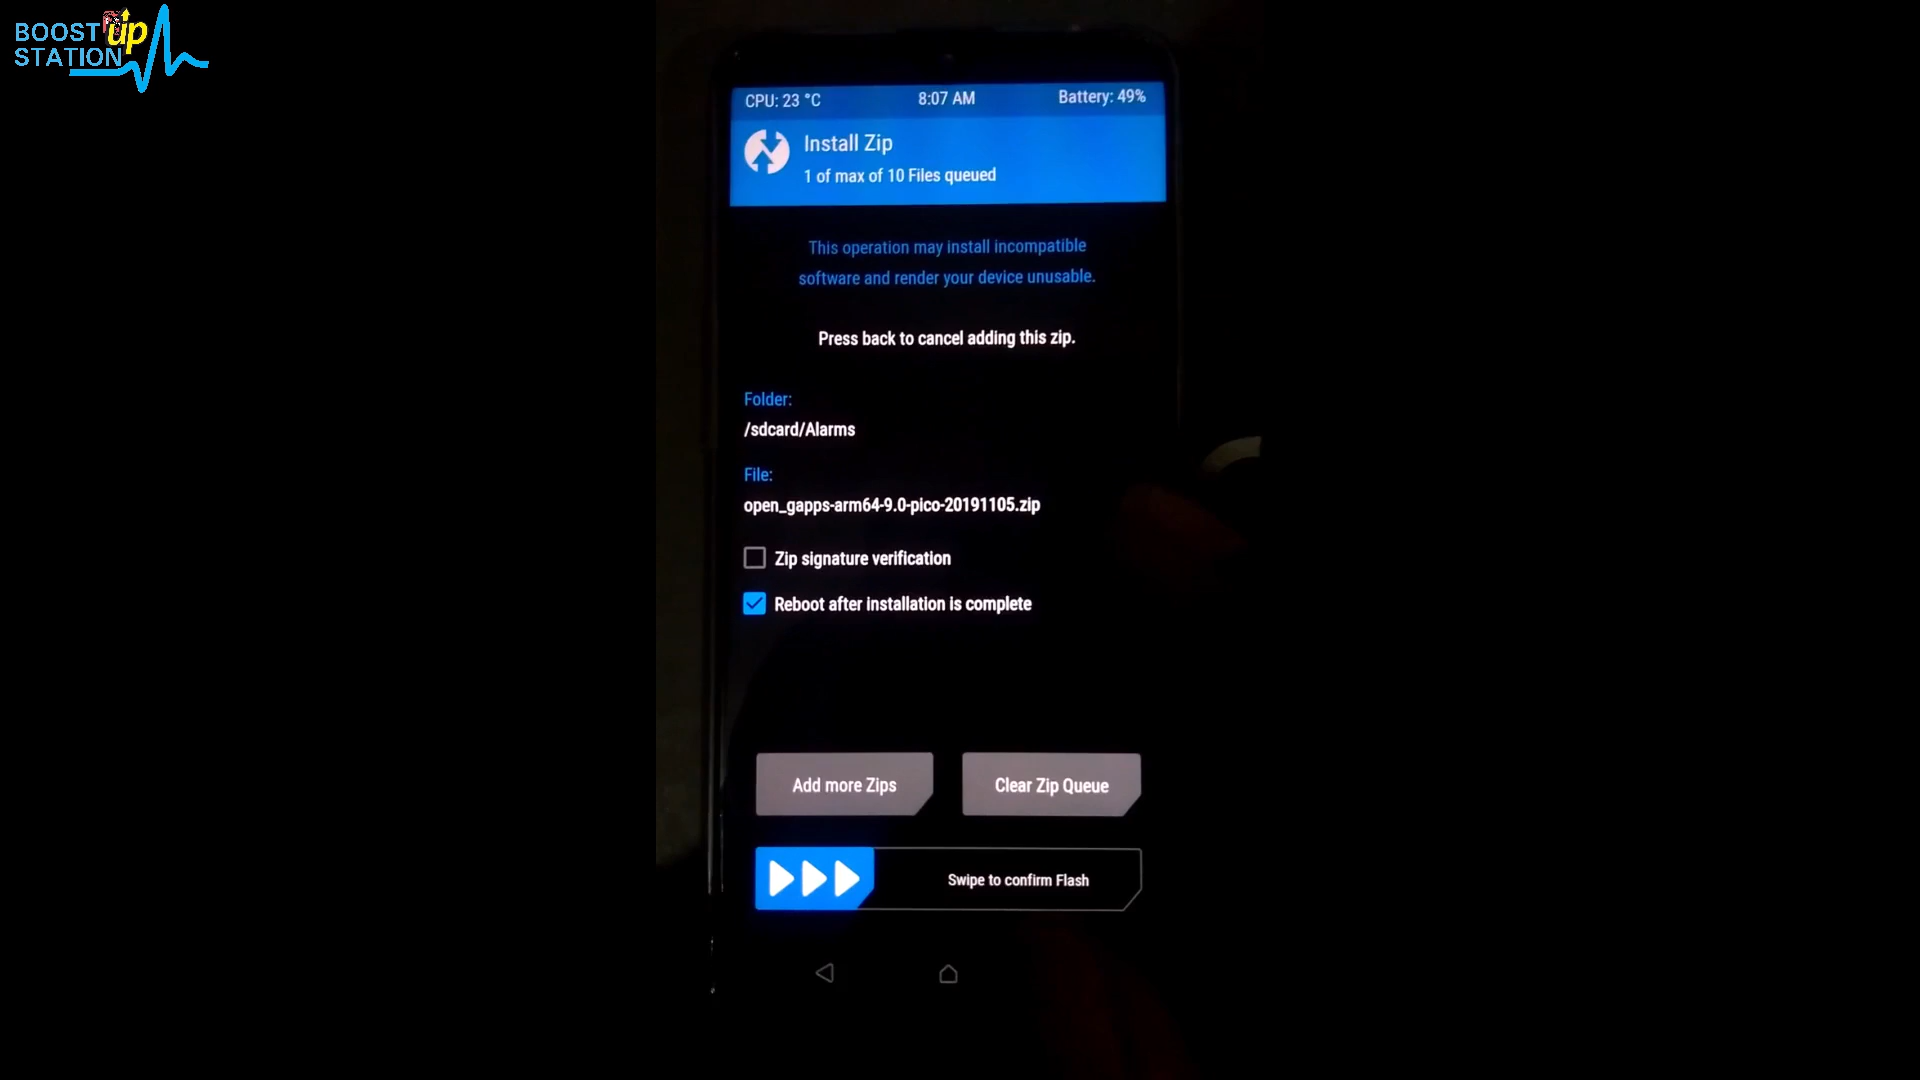 BOOST up
STATION
CPU: 23 °C 8:07 AM Battery: 49%
Install Zip
1 of max of 10 Files queued
This operation may install incompatible
software and render your device unusable.
Press back to cancel adding this zip.
Folder:
/sdcard/Alarms
File:
open_gapps-arm64-9.0-pico-20191105.zip
Zip signature verification
Reboot after installation is complete
Add more Zips Clear Zip Queue
Swipe to confirm Flash